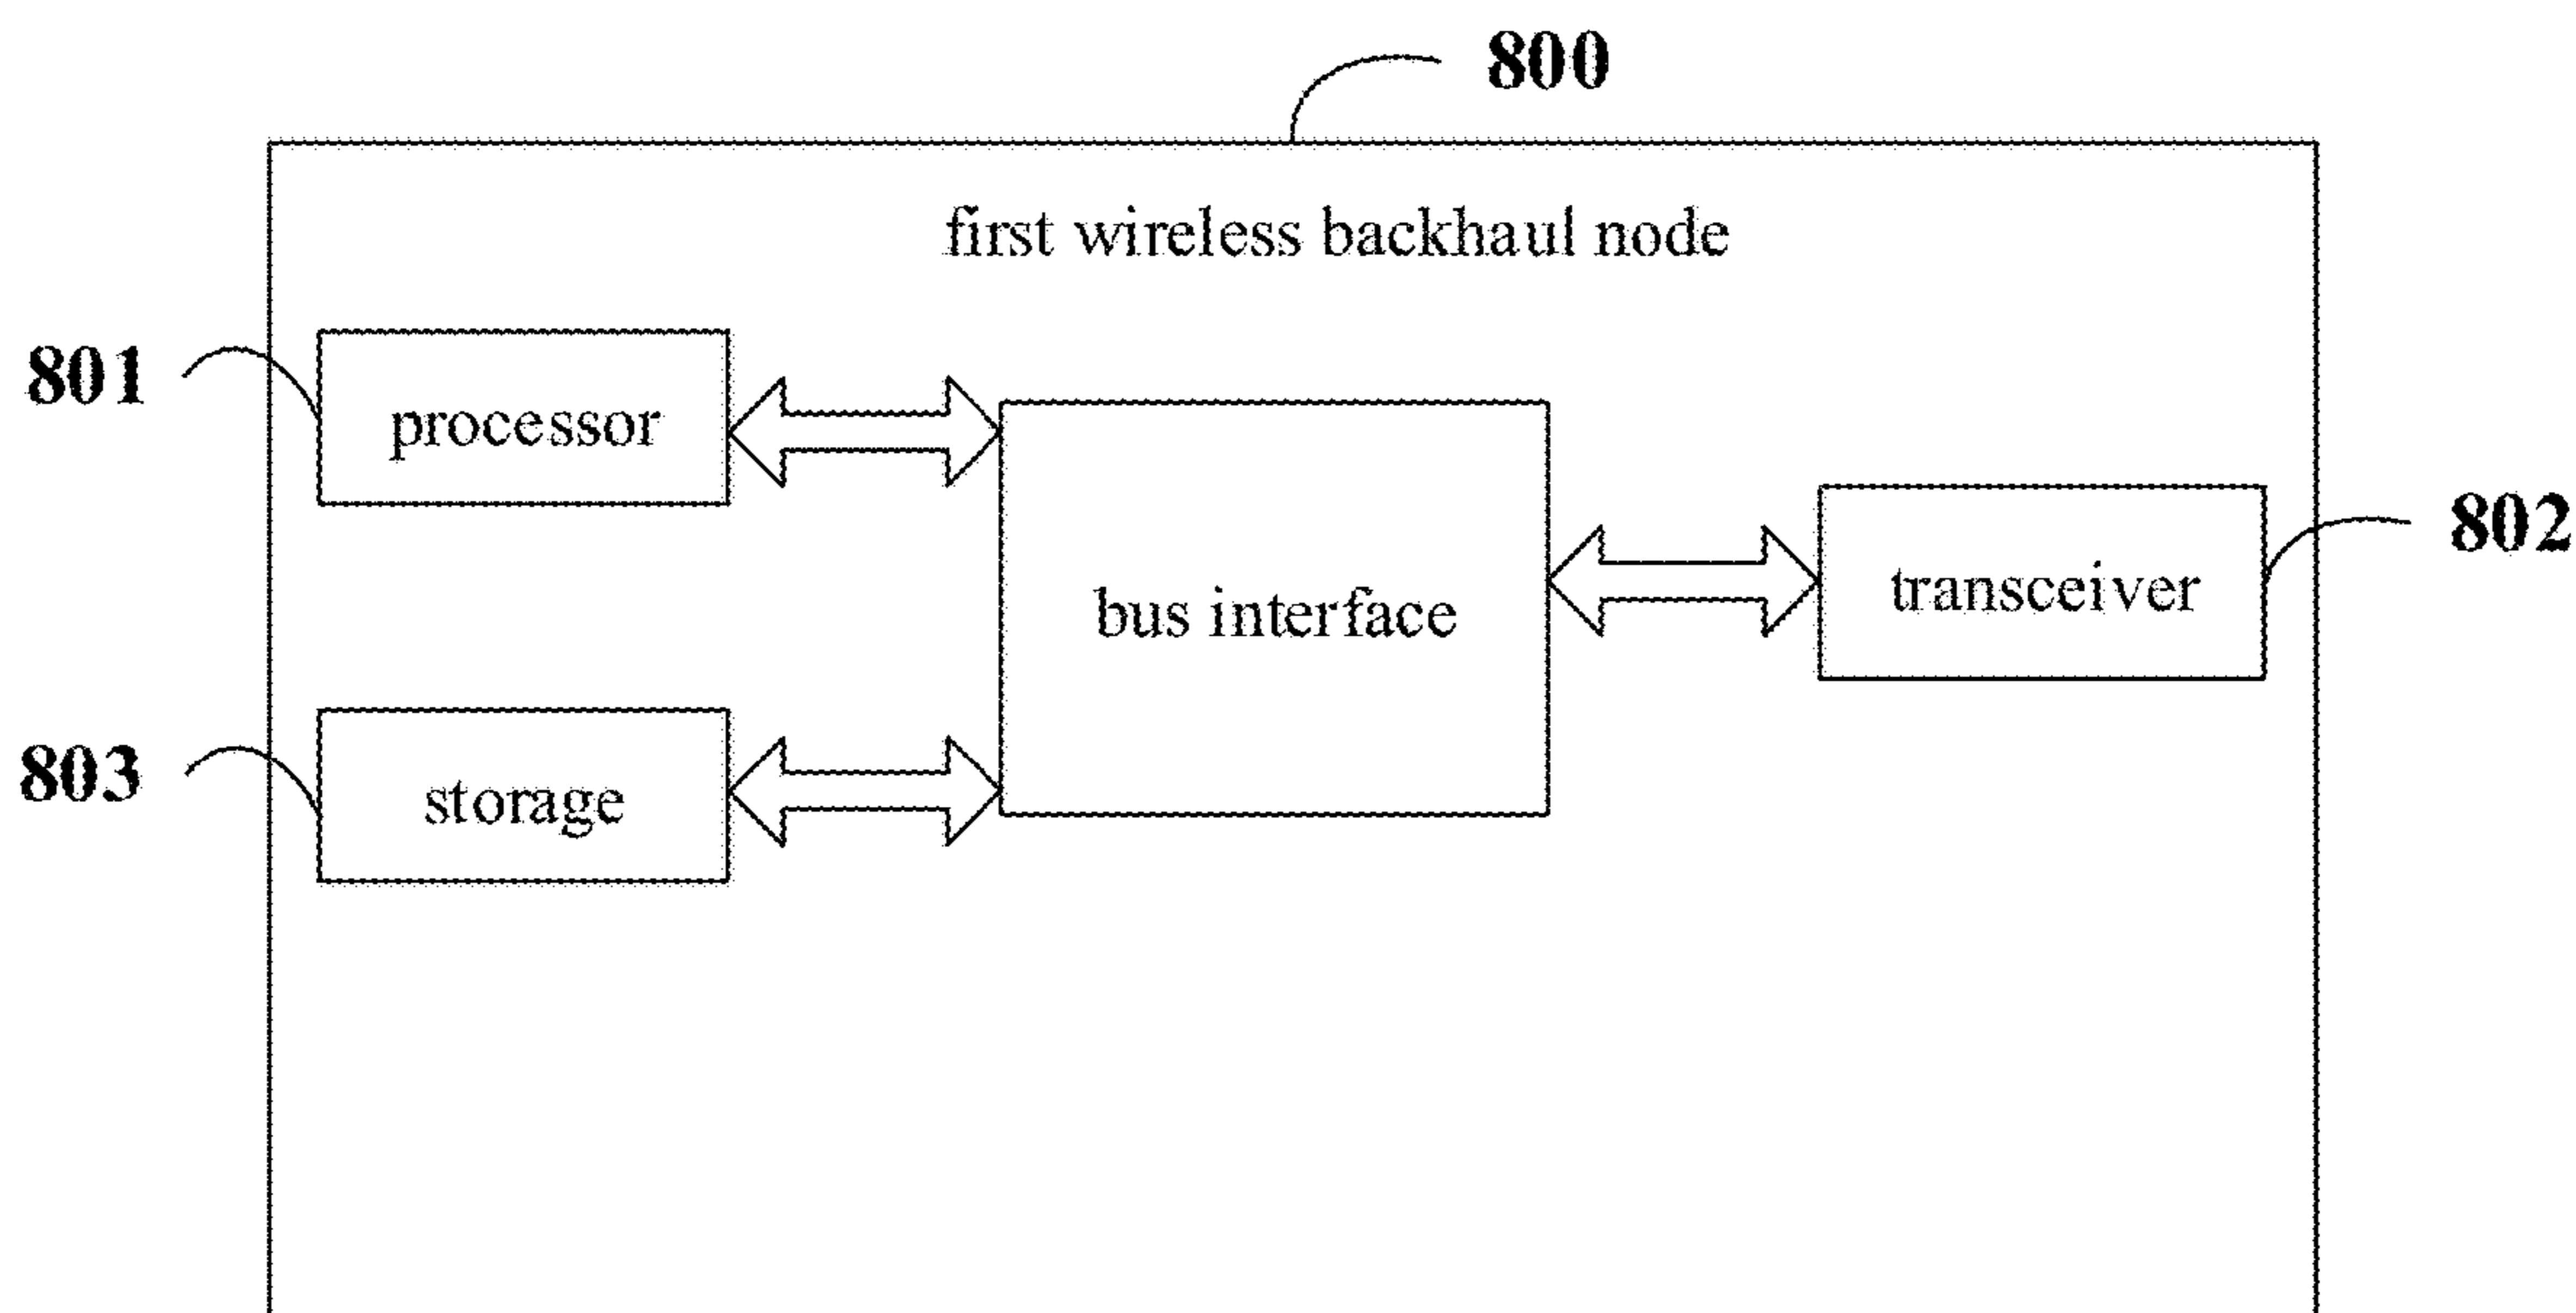 800
first wireless backhaul node
801
processor
802
bus interface
transceiver
803
storage